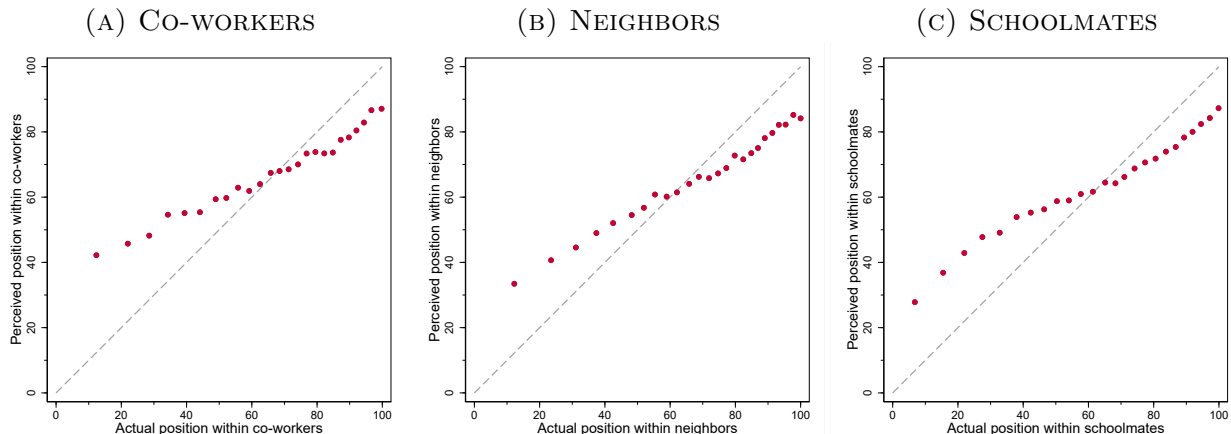 (A) CO-WORKERS
Perceived position within co-workers
100
80
60
40
20
0
0 20 40 60 80 100
Actual position within co-workers
(B) NEIGHBORS
Perceived position within neighbors
100
80
60
40
20
0
0 20 40 60 80 100
Actual position within neighbors
(C) SCHOOLMATES
Perceived position within schoolmates
100
80
60
40
20
0
0 20 40 60 80 100
Actual position within schoolmates